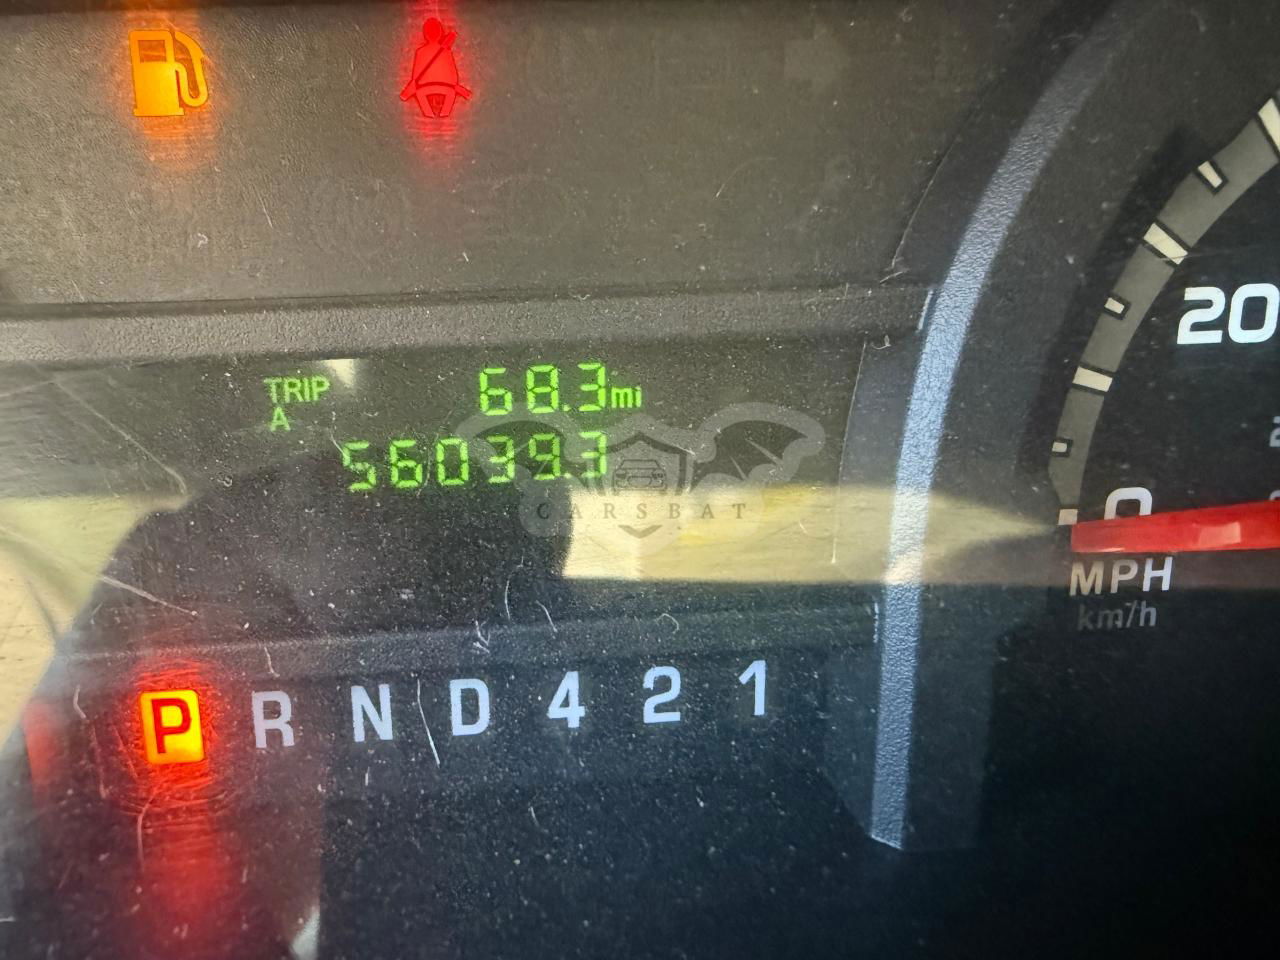 TRIP 68.3mi
A
56039.3
CARSBAT
20
0
MPH
km/h
P R N D 4 2 1